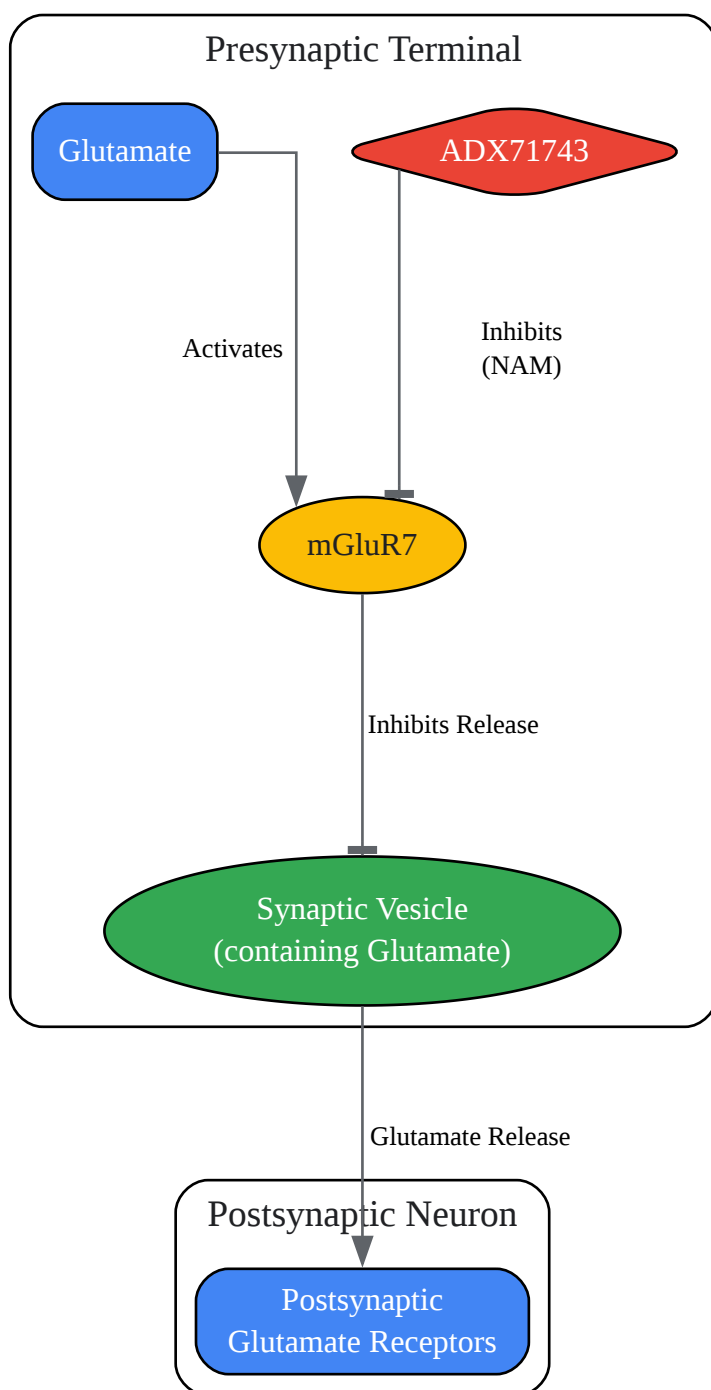 Presynaptic Terminal
Glutamate
ADX71743
Activates
Inhibits
(NAM)
mGluR7
Inhibits Release
Synaptic Vesicle
(containing Glutamate)
Glutamate Release
Postsynaptic Neuron
Postsynaptic
Glutamate Receptors